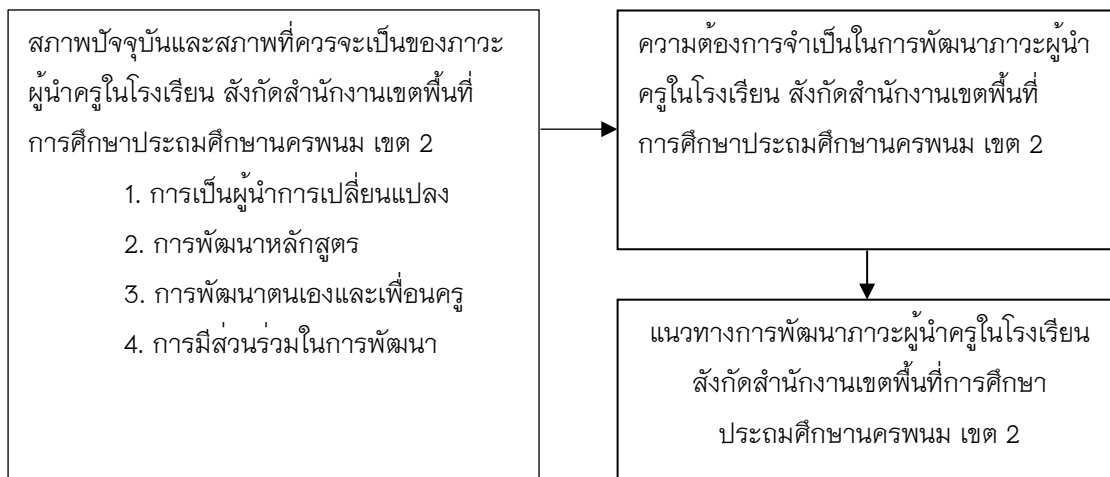 สภาพปัจจุบันและสภาพที่ควรจะเป็นของภาวะ
ผู้นำครูในโรงเรียน สังกัดสำนักงานเขตพื้นที่
การศึกษาประถมศึกษานครพนม เขต 2
1. การเป็นผู้นำการเปลี่ยนแปลง
2. การพัฒนาหลักสูตร
3. การพัฒนาตนเองและเพื่อนครู
4. การมีส่วนร่วมในการพัฒนา
ความต้องการจำเป็นในการพัฒนาภาวะผู้นำ
ครูในโรงเรียน สังกัดสำนักงานเขตพื้นที่
การศึกษาประถมศึกษานครพนม เขต 2
แนวทางการพัฒนาภาวะผู้นำครูในโรงเรียน
สังกัดสำนักงานเขตพื้นที่การศึกษา
ประถมศึกษานครพนม เขต 2